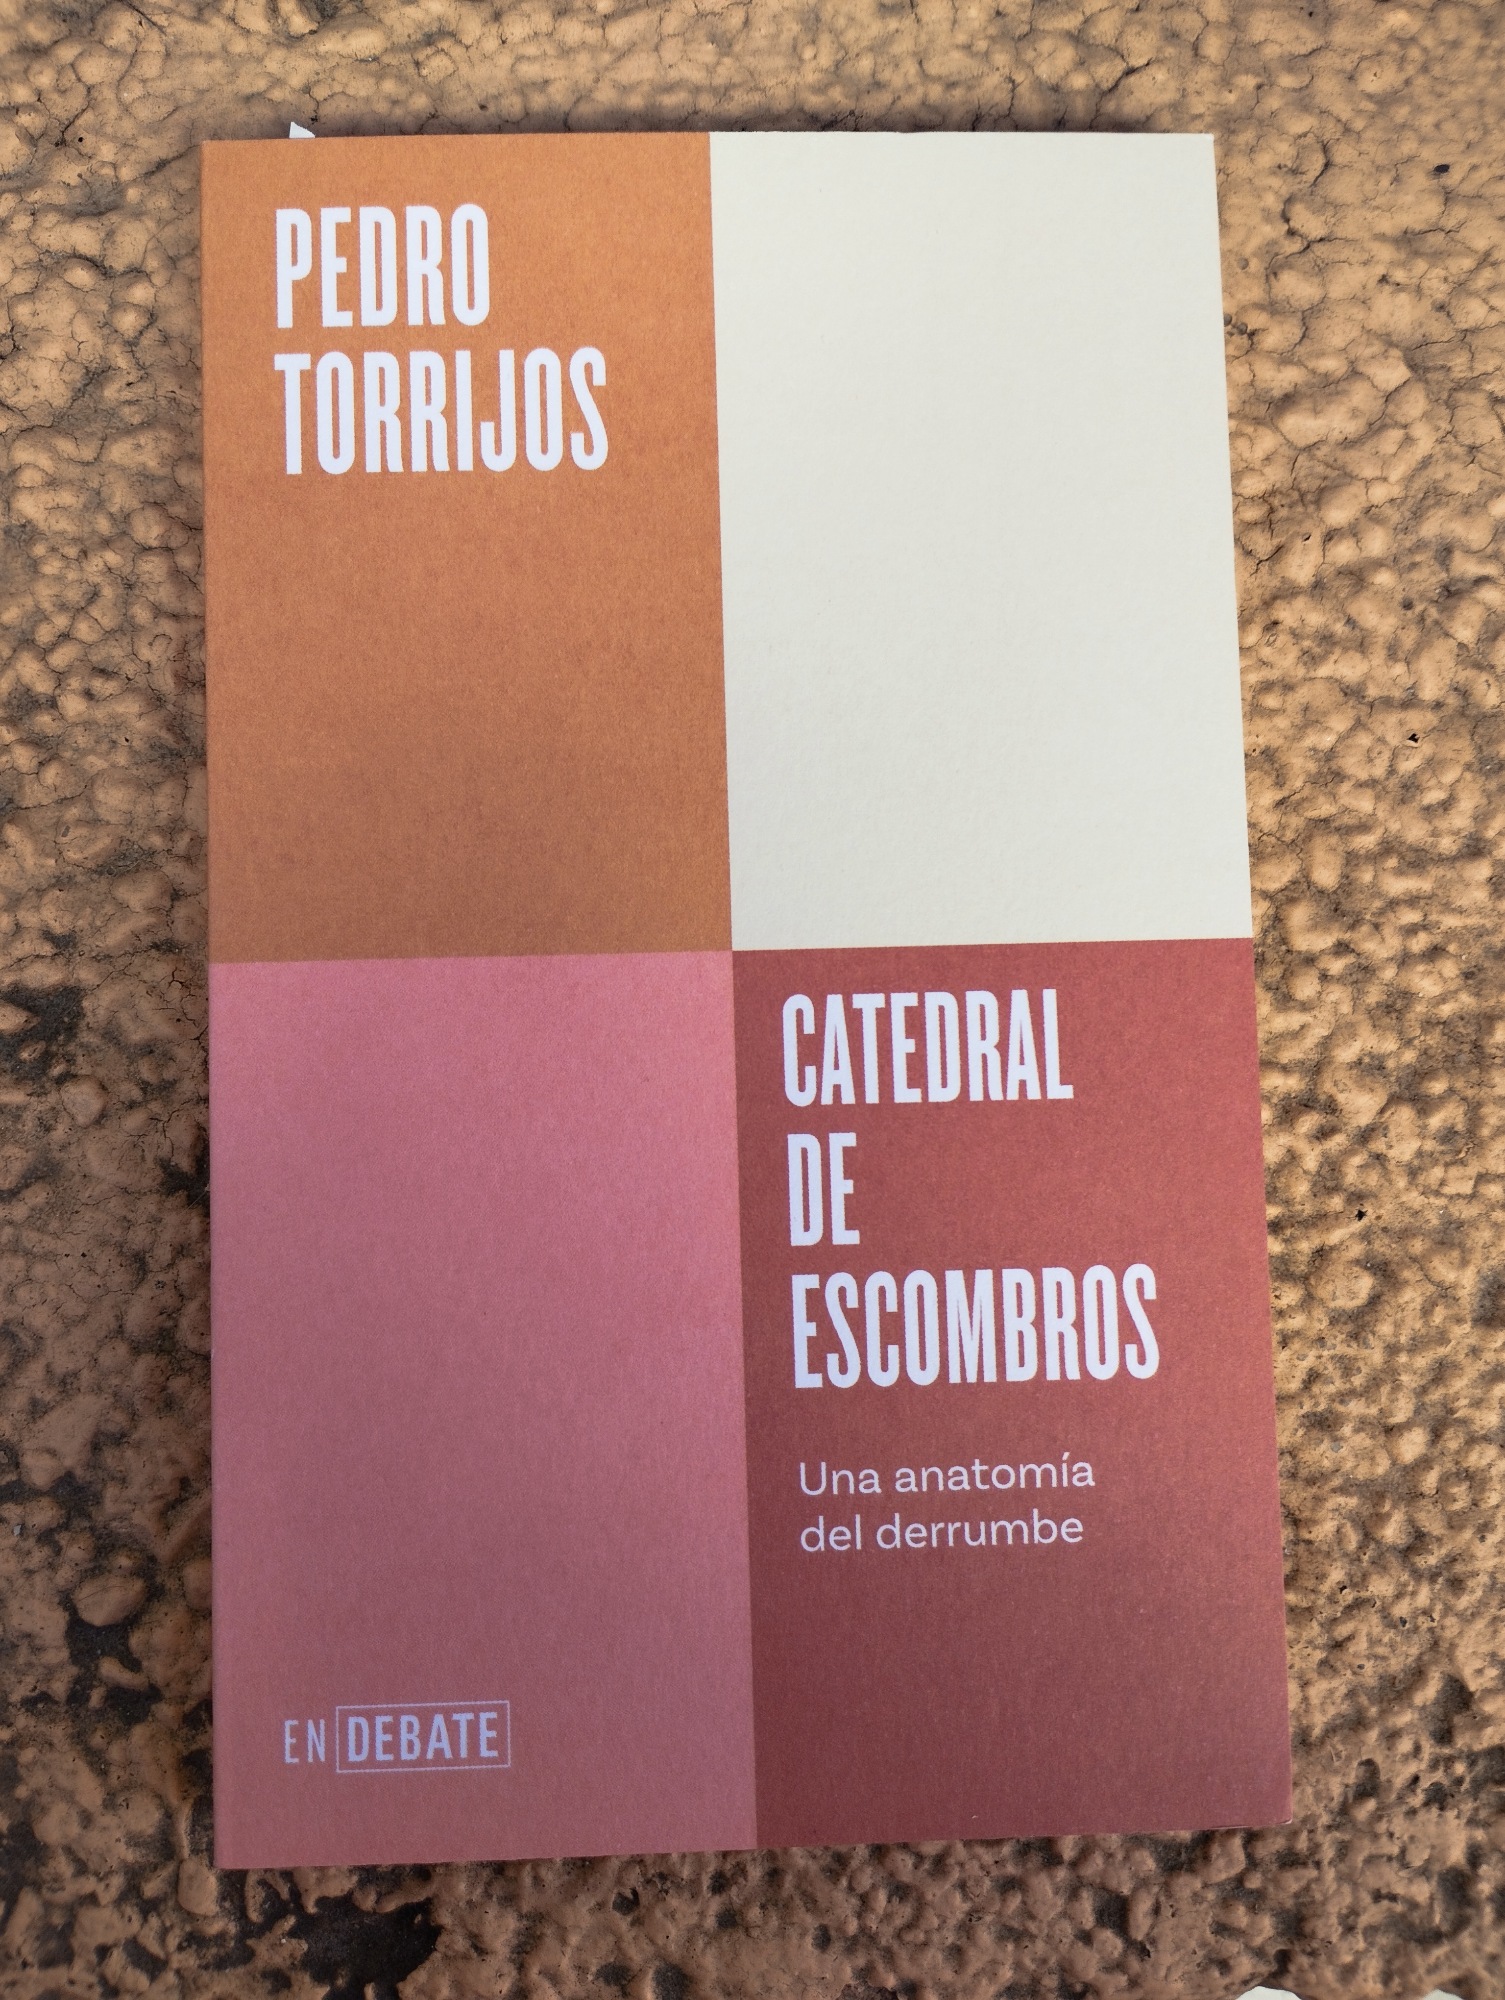 PEDRO
TORRIJOS
CATEDRAL
DE
ESCOMBROS
Una anatomía
del derrumbe
EN DEBATE